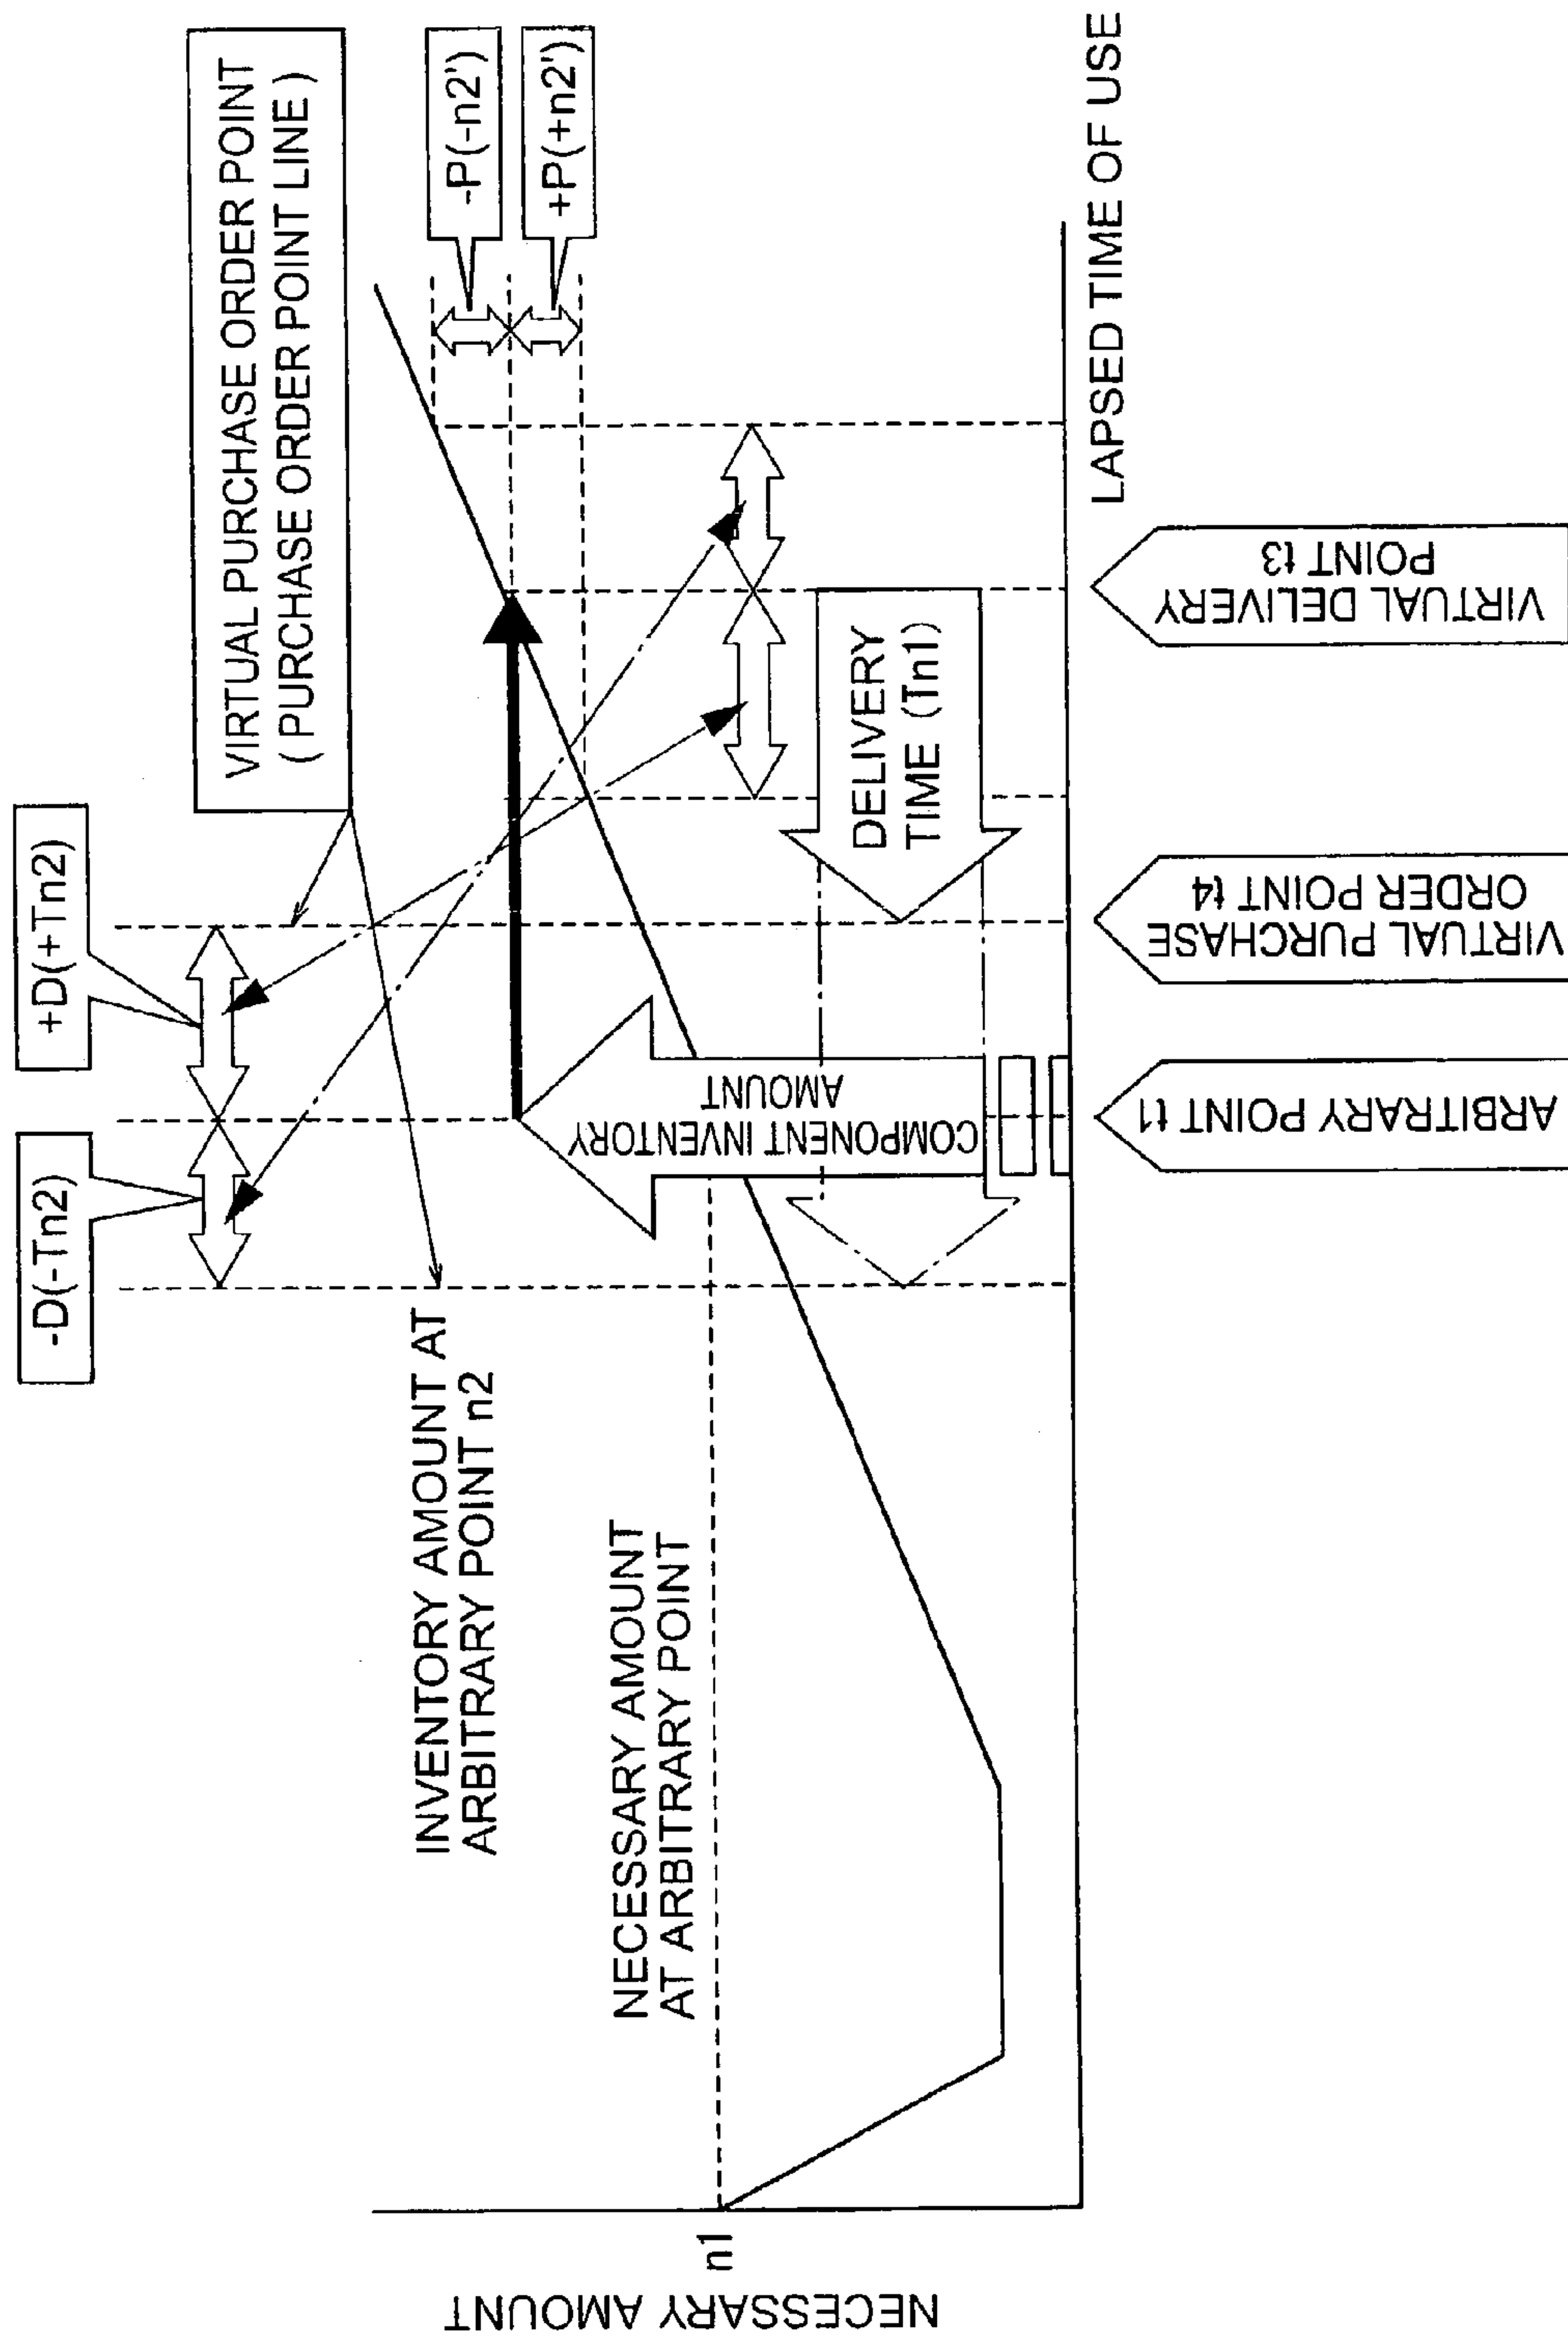 -D(-Tn2)
+D(+Tn2)
VIRTUAL PURCHASE ORDER POINT
( PURCHASE ORDER POINT LINE )
-P(-n2')
+P(+n2')
INVENTORY AMOUNT AT
ARBITRARY POINT n2
NECESSARY AMOUNT
AT ARBITRARY POINT
n1
NECESSARY AMOUNT
COMPONENT INVENTORY
AMOUNT
DELIVERY
TIME (Tn1)
LAPSED TIME OF USE
ARBITRARY POINT t1
VIRTUAL PURCHASE
ORDER POINT t4
VIRTUAL DELIVERY
POINT t3